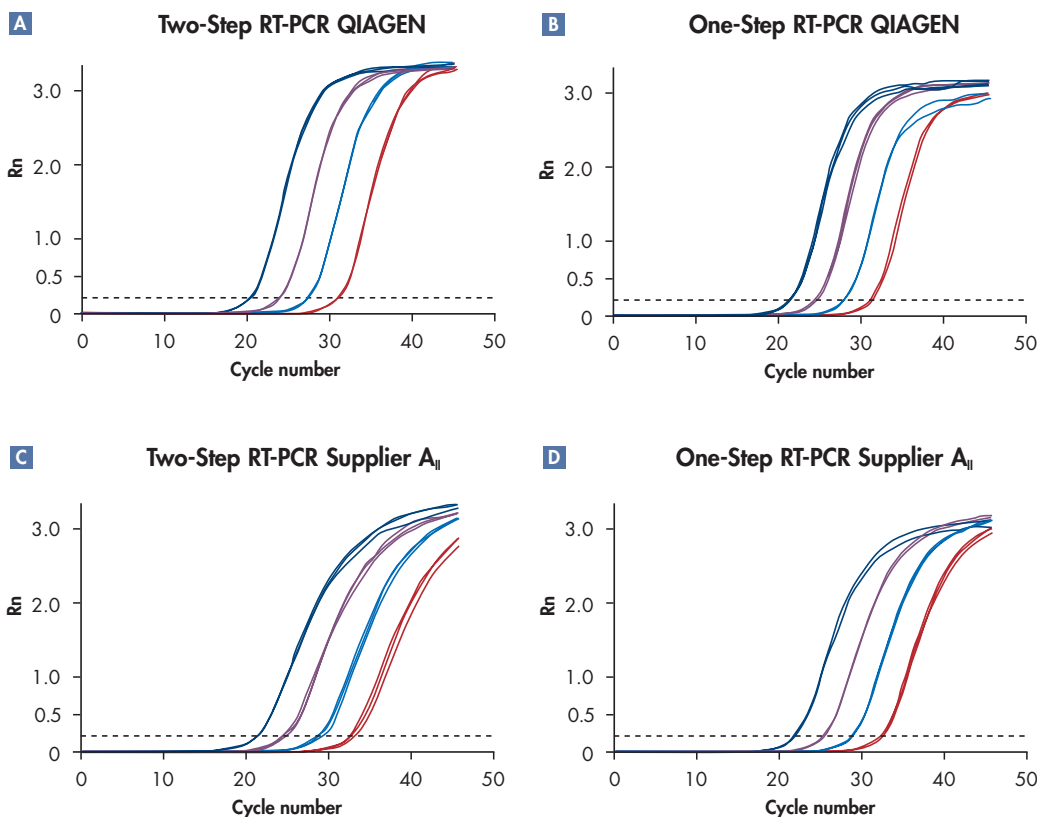 A
Two-Step RT-PCR QIAGEN
3.0
2.0
1.0
0.5
0
Rn
0 10 20 30 40 50
Cycle number
B
One-Step RT-PCR QIAGEN
3.0
2.0
1.0
0.5
0
Rn
0 10 20 30 40 50
Cycle number
C
Two-Step RT-PCR Supplier A_II
3.0
2.0
1.0
0.5
0
Rn
0 10 20 30 40 50
Cycle number
D
One-Step RT-PCR Supplier A_II
3.0
2.0
1.0
0.5
0
Rn
0 10 20 30 40 50
Cycle number